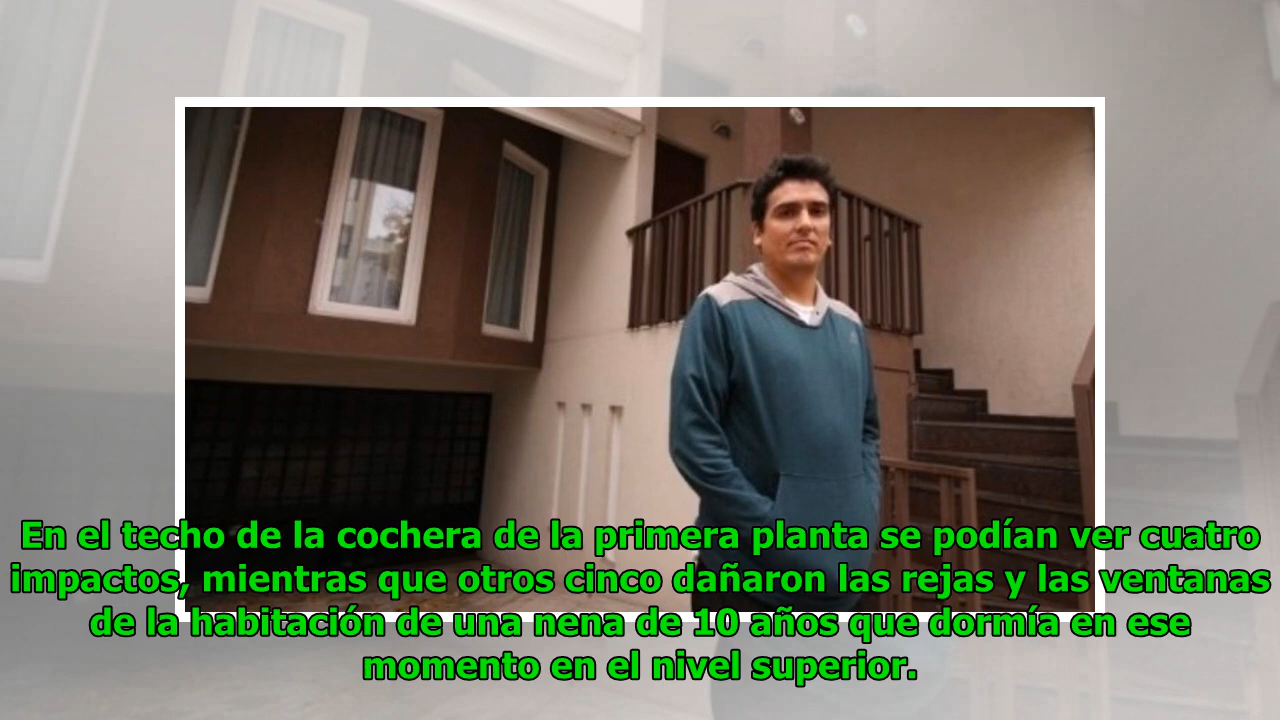 En el techo de la cochera de la primera planta se podían ver cuatro
impactos, mientras que otros cinco dañaron las rejas y las ventanas
de la habitación de una nena de 10 años que dormía en ese
momento en el nivel superior.